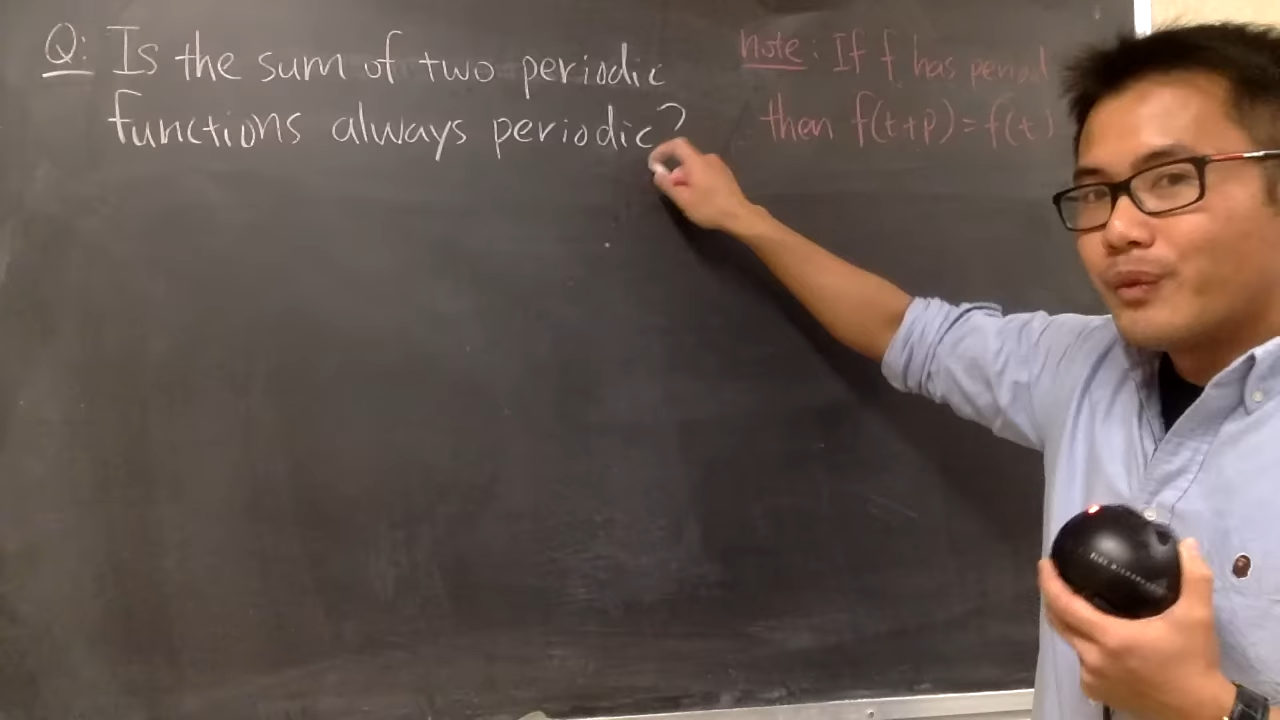 Q: Is the sum of two periodic
functions always periodic?
note: If f has period
then f(t+p)=f(t)